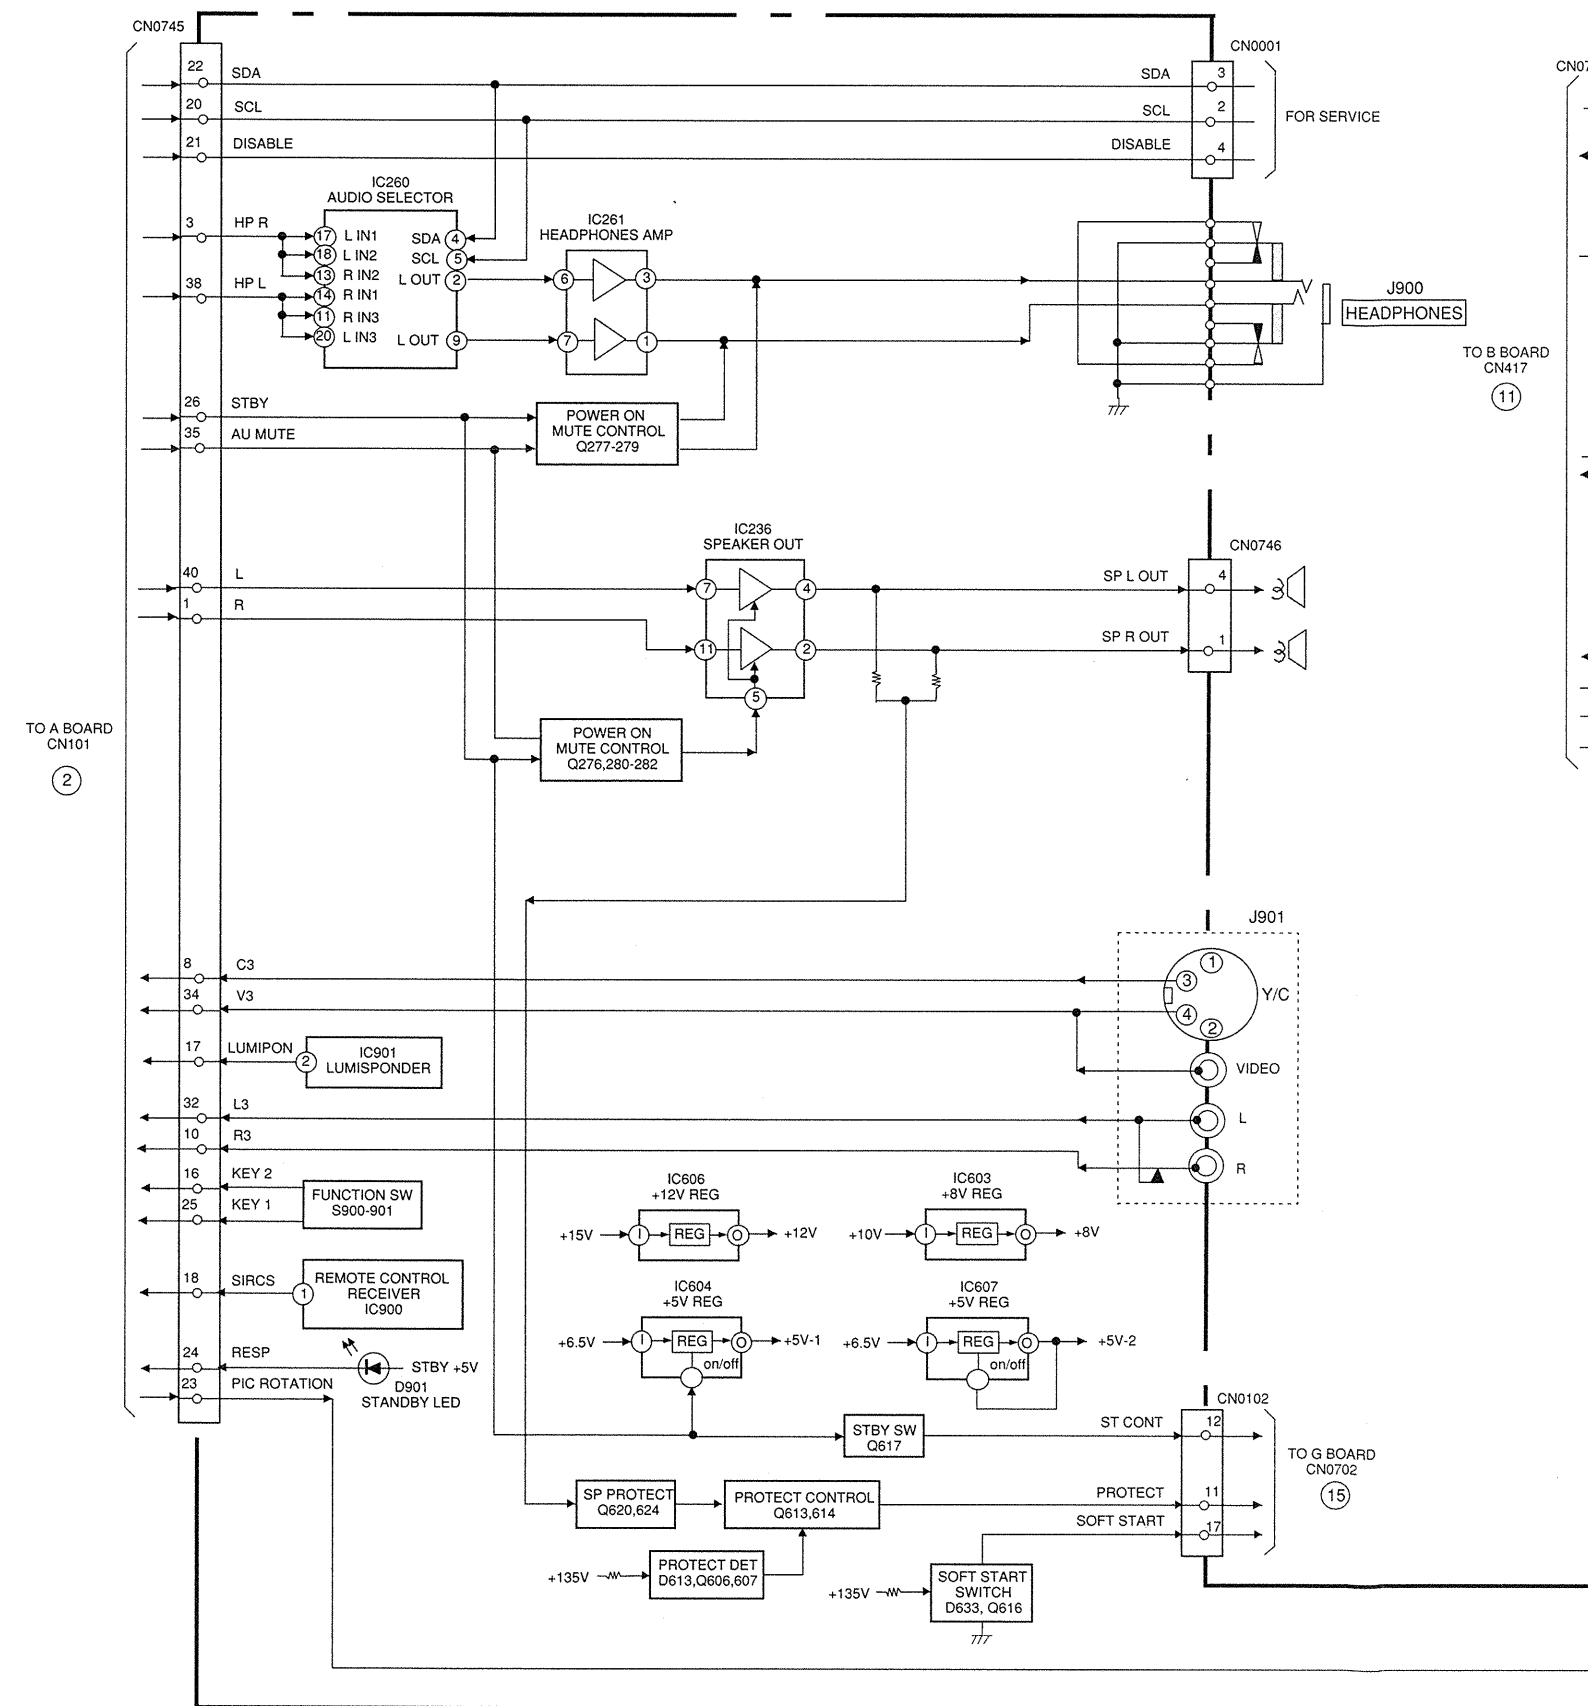 CN0745
CN0001
CN07
22 SDA
SDA 3
20 SCL
SCL 2
FOR SERVICE
21 DISABLE
DISABLE 4
IC260
AUDIO SELECTOR
3 HP R
38 HP L
17 L IN1
18 L IN2
13 R IN2
14 R IN1
11 R IN3
20 L IN3
SDA 4
SCL 5
L OUT 2
L OUT 9
IC261
HEADPHONES AMP
6 3
7 1
J900
HEADPHONES
TO B BOARD
CN417
11
26 STBY
35 AU MUTE
POWER ON
MUTE CONTROL
Q277-279
IC236
SPEAKER OUT
CN0746
40 L
1 R
7 4
11 2
5
SP L OUT 4
SP R OUT 1
TO A BOARD
CN101
2
POWER ON
MUTE CONTROL
Q276,280-282
J901
8 C3
34 V3
1
3
4
2
Y/C
17 LUMIPON
2
IC901
LUMISPONDER
VIDEO
32 L3
L
10 R3
R
16 KEY 2
25 KEY 1
FUNCTION SW
S900-901
IC606
+12V REG
+15V I REG O +12V
IC603
+8V REG
+10V I REG O +8V
18 SIRCS
1
REMOTE CONTROL
RECEIVER
IC900
IC604
+5V REG
+6.5V I REG O +5V-1
on/off
IC607
+5V REG
+6.5V I REG O +5V-2
on/off
24 RESP
STBY +5V
D901
STANDBY LED
23 PIC ROTATION
CN0102
STBY SW
Q617
ST CONT 12
TO G BOARD
CN0702
15
SP PROTECT
Q620,624
PROTECT CONTROL
Q613,614
PROTECT 11
SOFT START 17
+135V
PROTECT DET
D613,Q606,607
+135V
SOFT START
SWITCH
D633, Q616